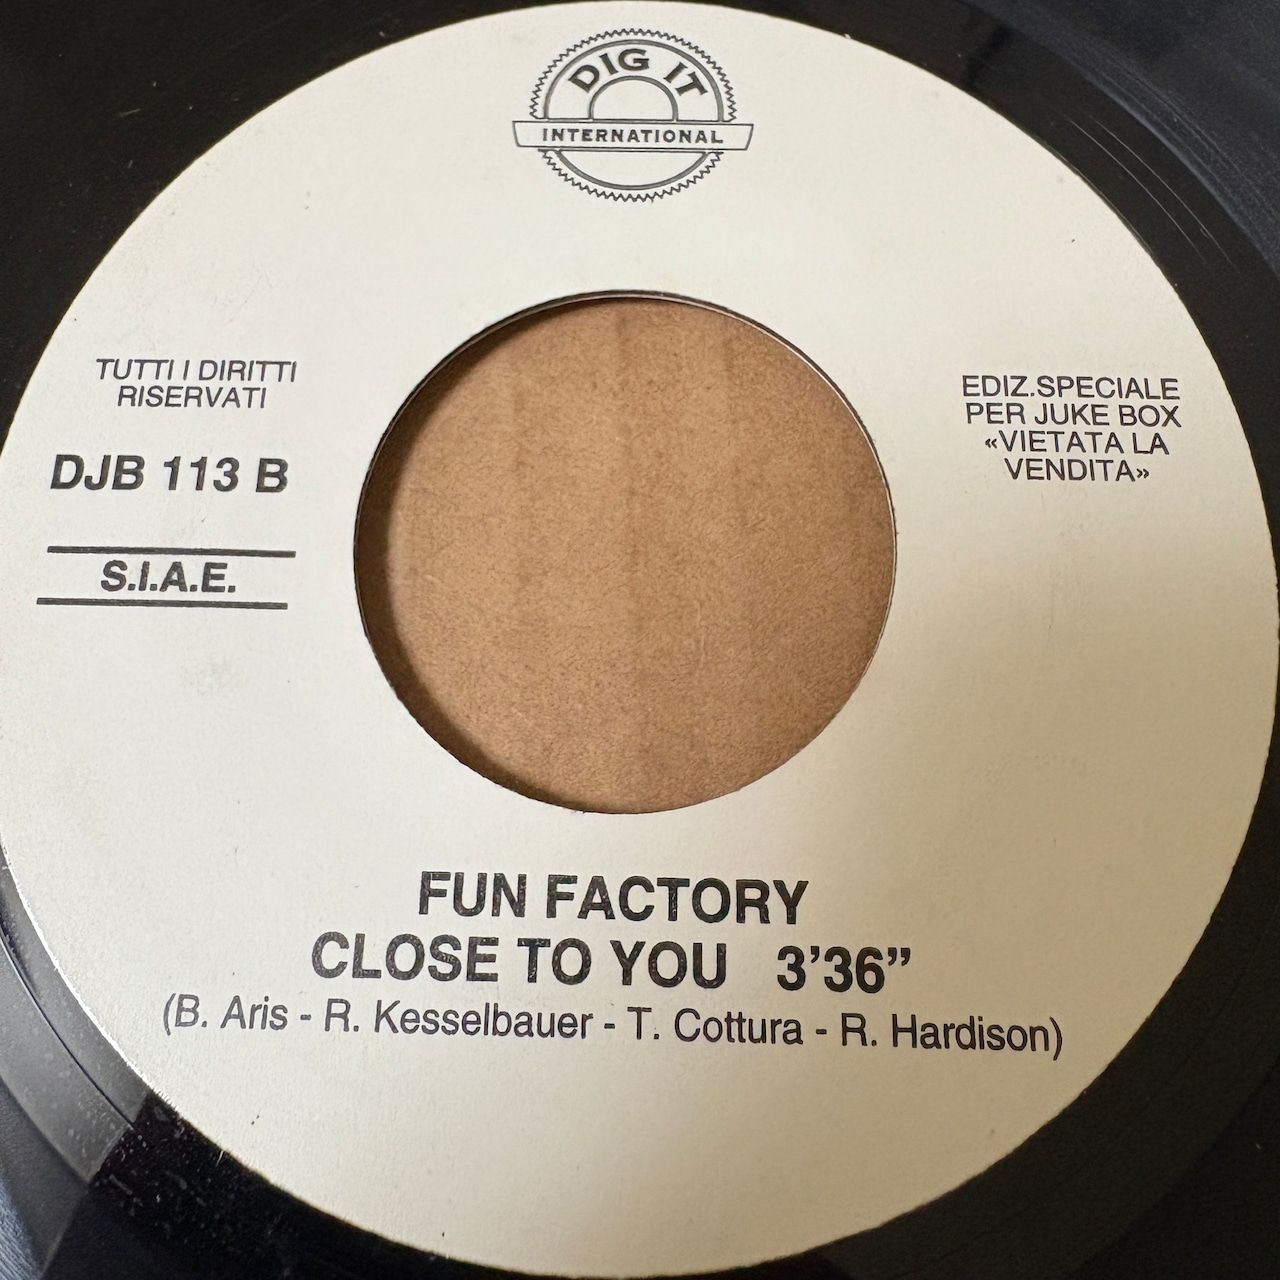 DIG IT
INTERNATIONAL
TUTTI I DIRITTI
RISERVATI
DJB 113 B
S.I.A.E.
EDIZ.SPECIALE
PER JUKE BOX
«VIETATA LA
VENDITA»
FUN FACTORY
CLOSE TO YOU 3'36"
(B. Aris - R. Kesselbauer - T. Cottura - R. Hardison)